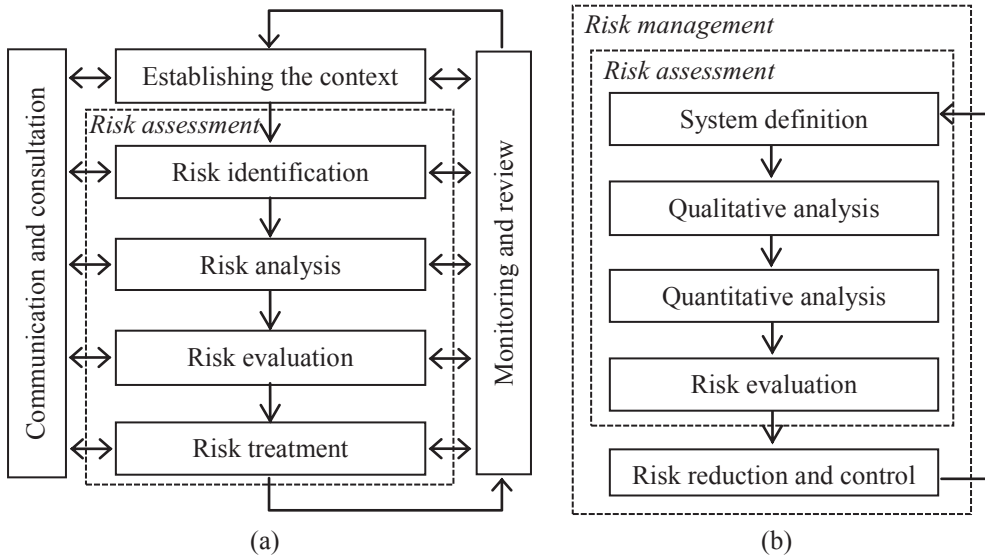 Establishing the context
Risk assessment
Risk identification
Risk analysis
Risk evaluation
Risk treatment
Communication and consultation
Monitoring and review
(a)
Risk management
Risk assessment
System definition
Qualitative analysis
Quantitative analysis
Risk evaluation
Risk reduction and control
(b)